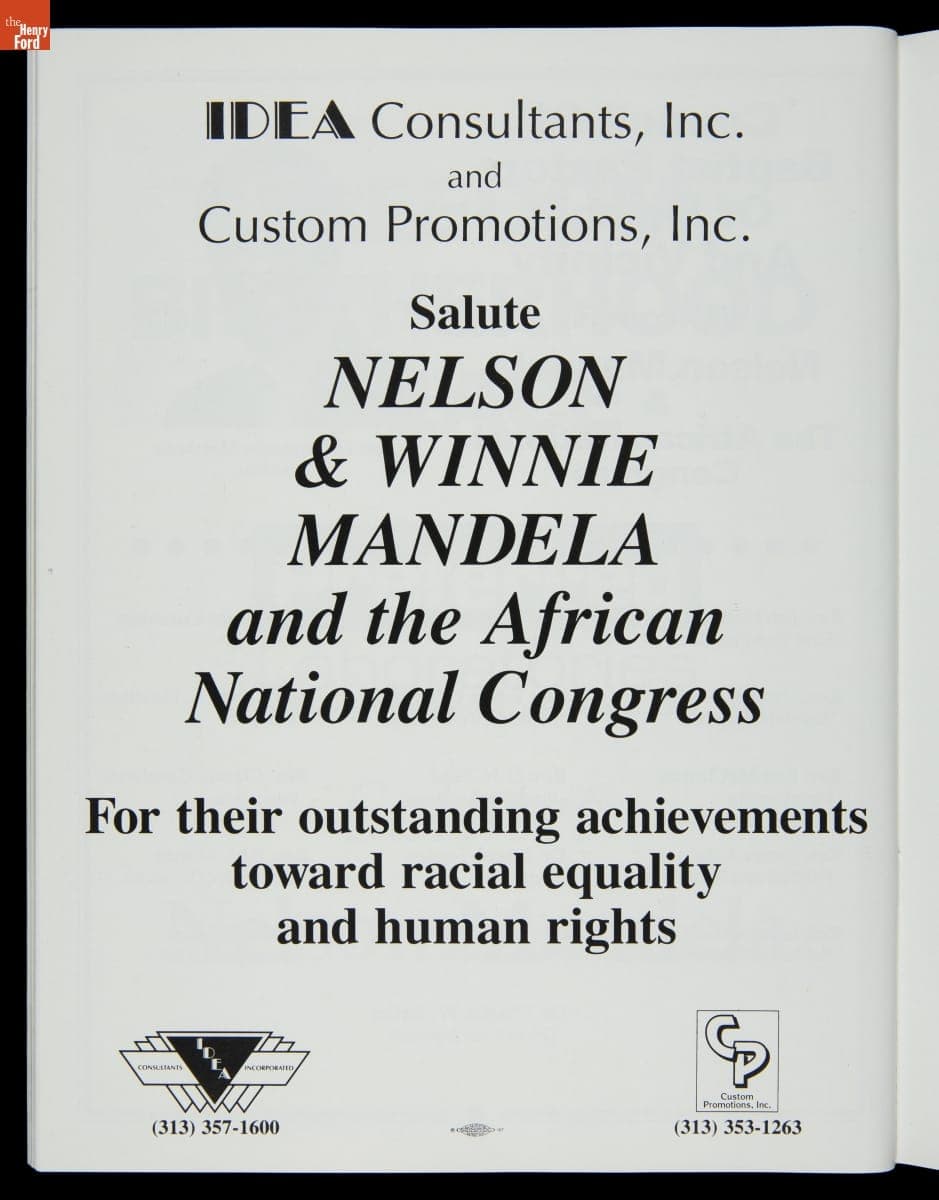 the
Henry
Ford
IDEA Consultants, Inc.
and
Custom Promotions, Inc.
Salute
NELSON
& WINNIE
MANDELA
and the African
National Congress
For their outstanding achievements
toward racial equality
and human rights
CONSULTANTS IDEA INCORPORATED
(313) 357-1600
CP
Custom
Promotions, Inc.
(313) 353-1263